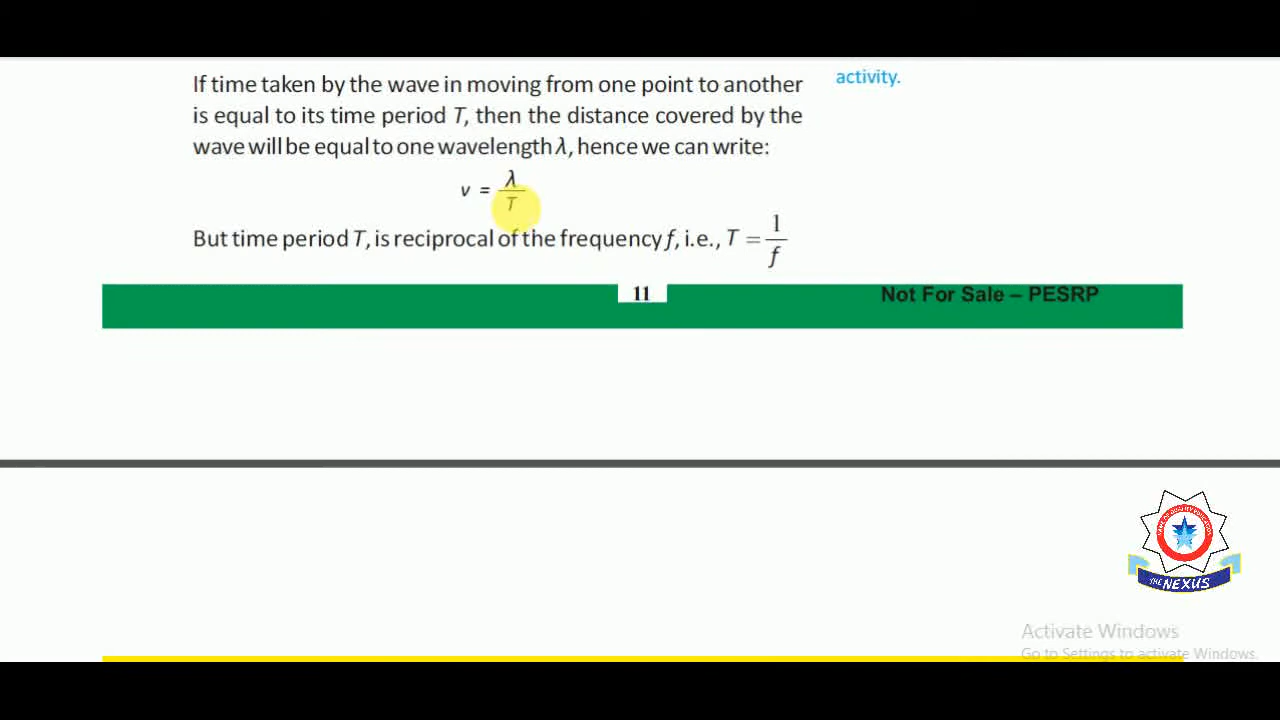 If time taken by the wave in moving from one point to another
is equal to its time period T, then the distance covered by the
wave will be equal to one wavelength λ, hence we can write:
v = λ/T
But time period T, is reciprocal of the frequency f, i.e., T = 1/f
activity.
11
Not For Sale – PESRP
THE NEXUS
Activate Windows
Go to Settings to activate Windows.